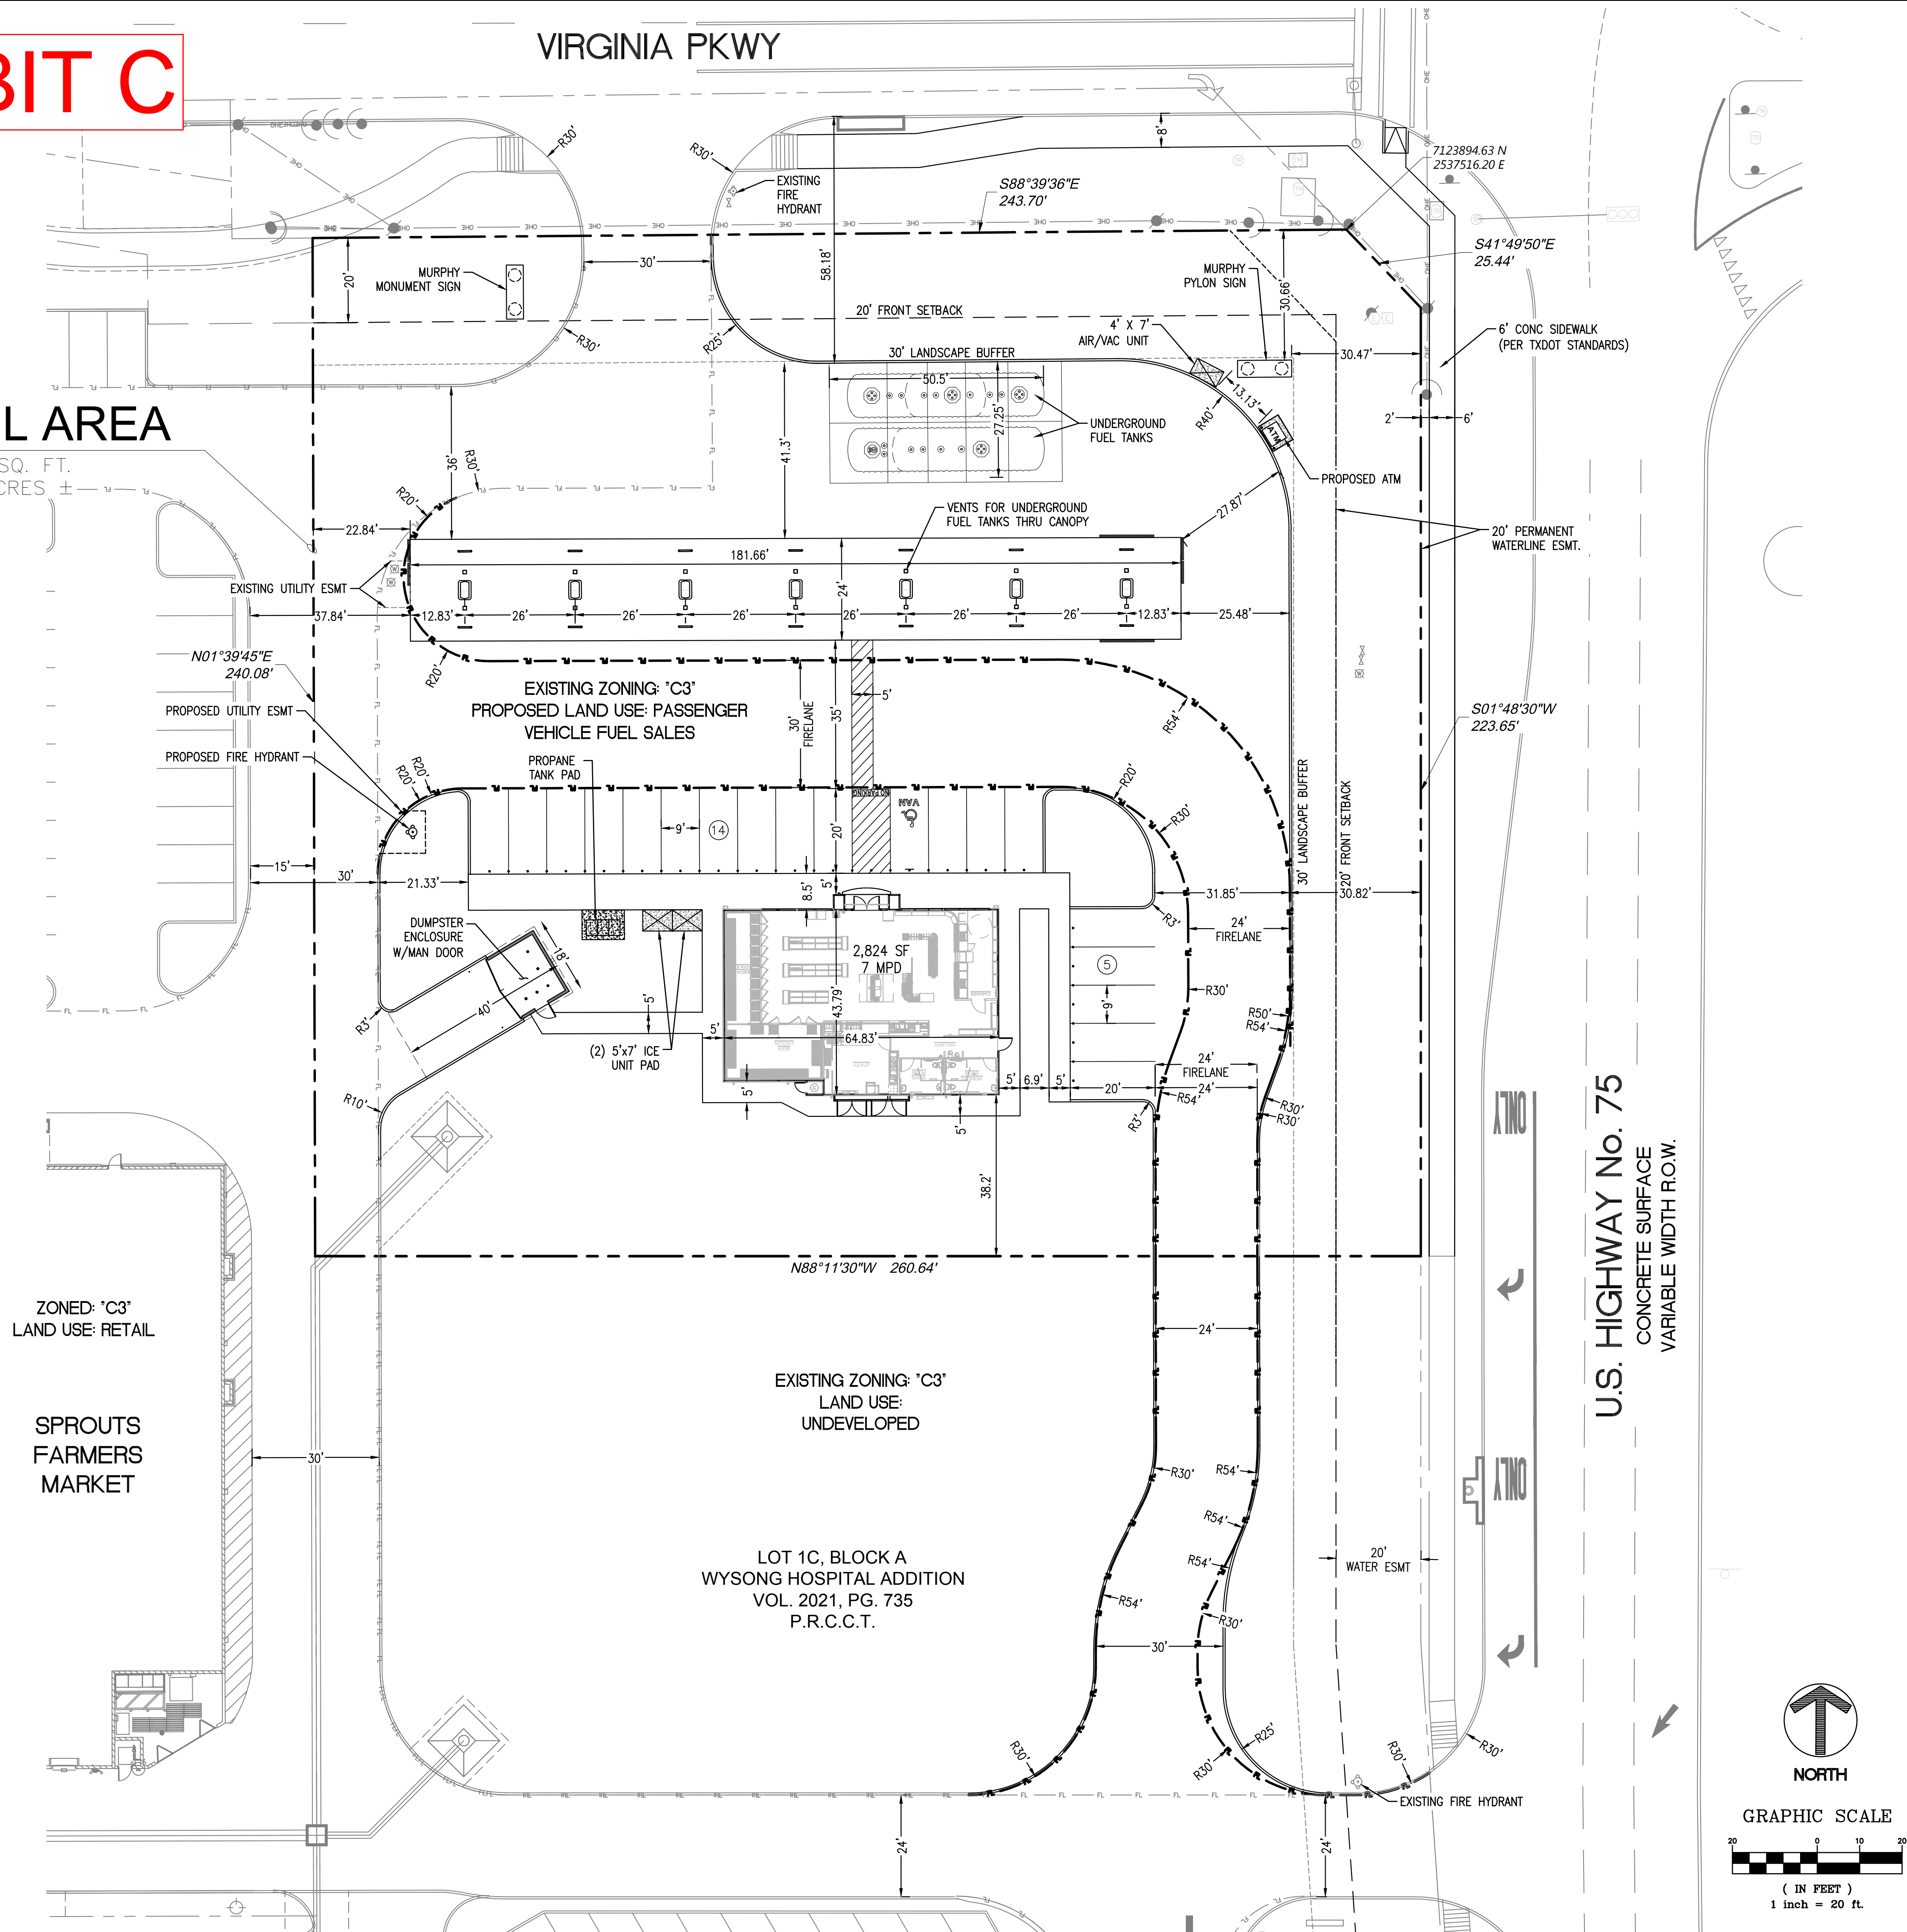 BIT C
VIRGINIA PKWY
R30'
R30'
8'
7123894.63 N
2537516.20 E
EXISTING
FIRE
HYDRANT
S88°39'36"E
243.70'
S41°49'50"E
25.44'
58.18'
20'
30'
MURPHY
MONUMENT SIGN
MURPHY
PYLON SIGN
30.66'
20' FRONT SETBACK
R30'
R25'
4' X 7'
AIR/VAC UNIT
30' LANDSCAPE BUFFER
30.47'
6' CONC SIDEWALK
(PER TXDOT STANDARDS)
50.5'
27.25'
13.13'
R40'
ATM
2'
6'
L AREA
SQ. FT.
CRES ±
UNDERGROUND
FUEL TANKS
36'
R30'
41.3'
PROPOSED ATM
R20'
22.84'
VENTS FOR UNDERGROUND
FUEL TANKS THRU CANOPY
27.87'
20' PERMANENT
WATERLINE ESMT.
181.66'
24'
EXISTING UTILITY ESMT
37.84'
12.83'
26'
26'
26'
26'
26'
26'
12.83'
25.48'
N01°39'45"E
240.08'
R20'
EXISTING ZONING: "C3"
PROPOSED LAND USE: PASSENGER
VEHICLE FUEL SALES
5'
30'
FIRELANE
35'
R54'
S01°48'30"W
223.65'
PROPOSED UTILITY ESMT
PROPOSED FIRE HYDRANT
R20'
R20'
PROPANE
TANK PAD
NO PARKING
VAN
R20'
R30'
30' LANDSCAPE BUFFER
20' FRONT SETBACK
9'
14
20'
15'
30'
21.33'
8.5'
5'
31.85'
30.82'
R3'
24'
FIRELANE
DUMPSTER
ENCLOSURE
W/MAN DOOR
18'
40'
2,824 SF
7 MPD
43.79'
64.83'
5
9'
R30'
R50'
R54'
R3'
5'
5'
(2) 5'x7' ICE
UNIT PAD
24'
FIRELANE
5'
6.9'
5'
20'
24'
R54'
R30'
R30'
R10'
5'
5'
R3'
38.2'
N88°11'30"W 260.64'
ONLY
U.S. HIGHWAY No. 75
CONCRETE SURFACE
VARIABLE WIDTH R.O.W.
ZONED: "C3"
LAND USE: RETAIL
24'
EXISTING ZONING: "C3"
LAND USE:
UNDEVELOPED
SPROUTS
FARMERS
MARKET
30'
R30'
R54'
ONLY
R54'
R54'
20'
WATER ESMT
LOT 1C, BLOCK A
WYSONG HOSPITAL ADDITION
VOL. 2021, PG. 735
P.R.C.C.T.
R54'
R30'
30'
R30'
R25'
R30'
R30'
R30'
NORTH
EXISTING FIRE HYDRANT
24'
24'
GRAPHIC SCALE
20 0 10 20
( IN FEET )
1 inch = 20 ft.